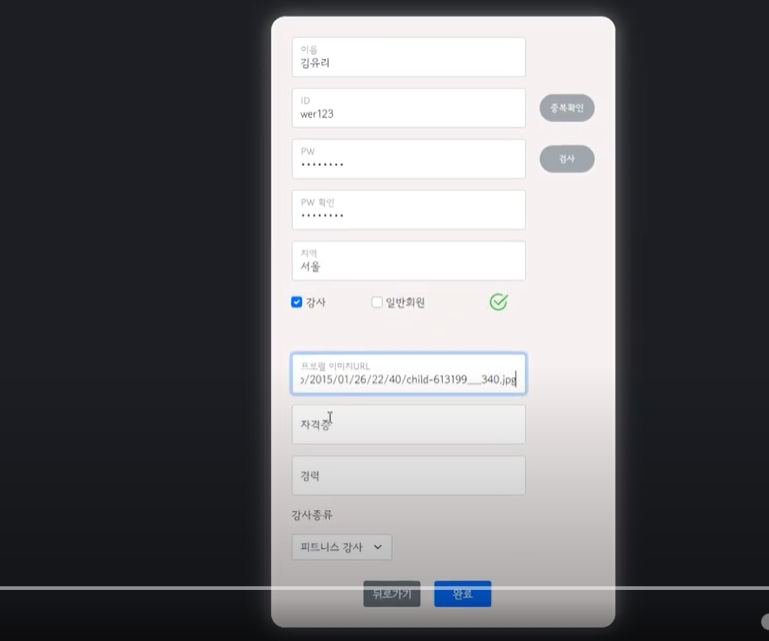 이름
김유리
ID
wer123
중복확인
PW
••••••••
검사
PW 확인
••••••••
지역
서울
강사
일반회원
프로필 이미지URL
o/2015/01/26/22/40/child-613199__340.jpg
자격증
경력
강사종류
피트니스 강사
뒤로가기
완료